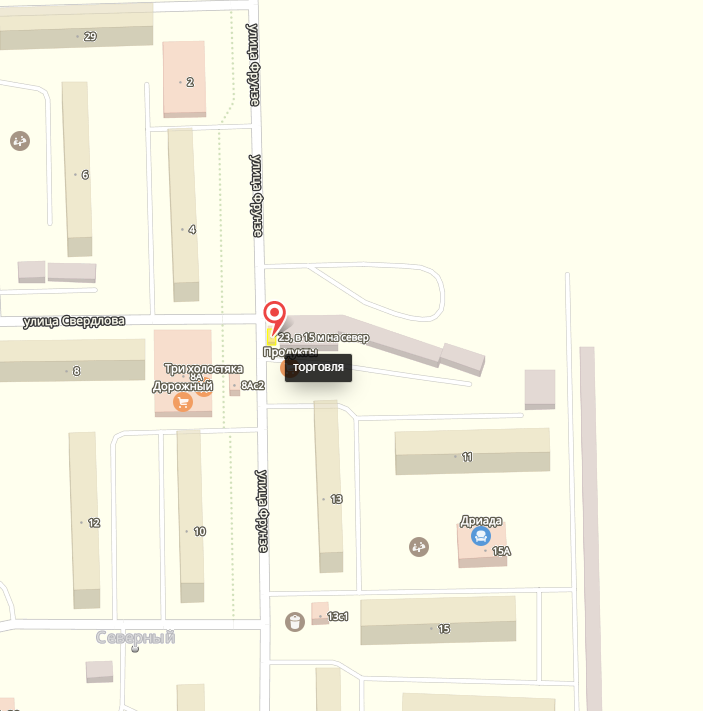 29
улица Фрунзе
2
6
улица Фрунзе
4
улица Свердлова
23, в 15 м на север
Продукты
торговля
8
Три холостяка
8А
Дорожный
8Ас2
11
13
12
10
улица Фрунзе
Дриада
15А
13с1
15
Северный